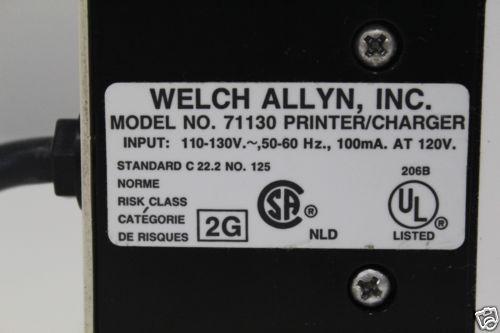 WELCH ALLYN, INC.
MODEL NO. 71130 PRINTER/CHARGER
INPUT: 110-130V.~,50-60 Hz., 100mA. AT 120V.
STANDARD C 22.2 NO. 125
NORME
RISK CLASS
CATÉGORIE
DE RISQUES
2G
CSA ®
NLD
206B
UL ®
LISTED